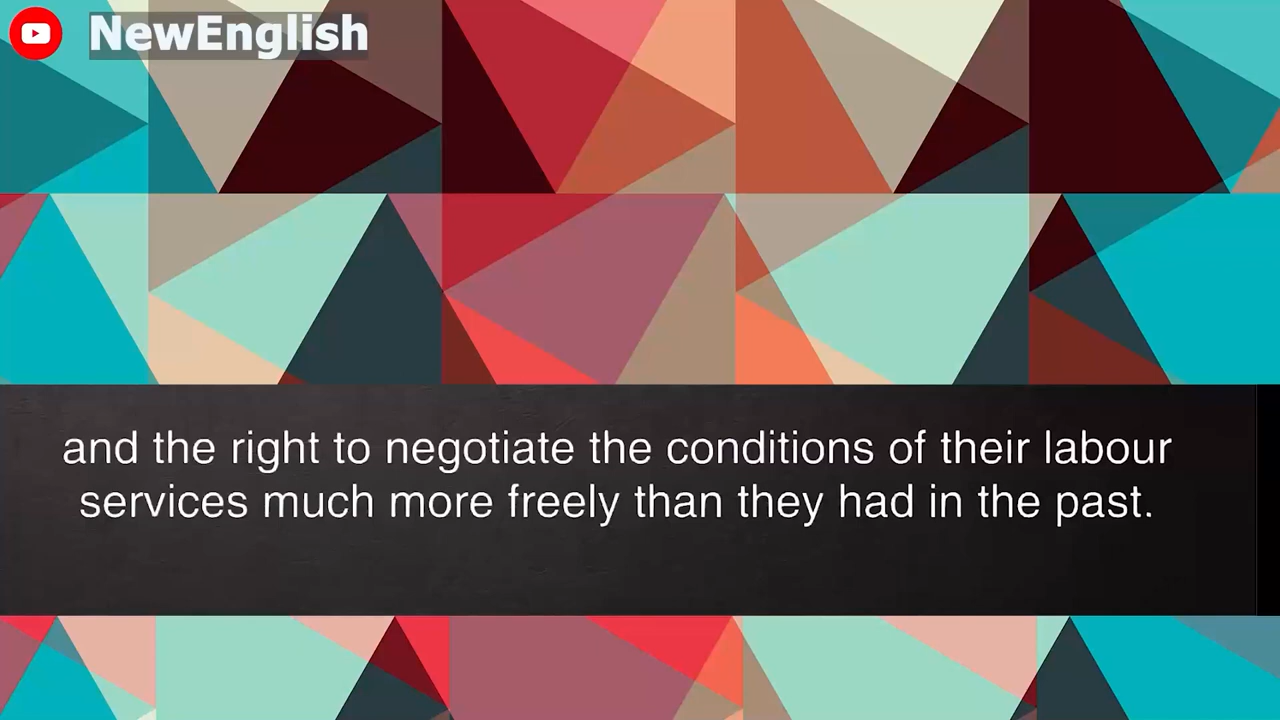 NewEnglish
and the right to negotiate the conditions of their labour
services much more freely than they had in the past.